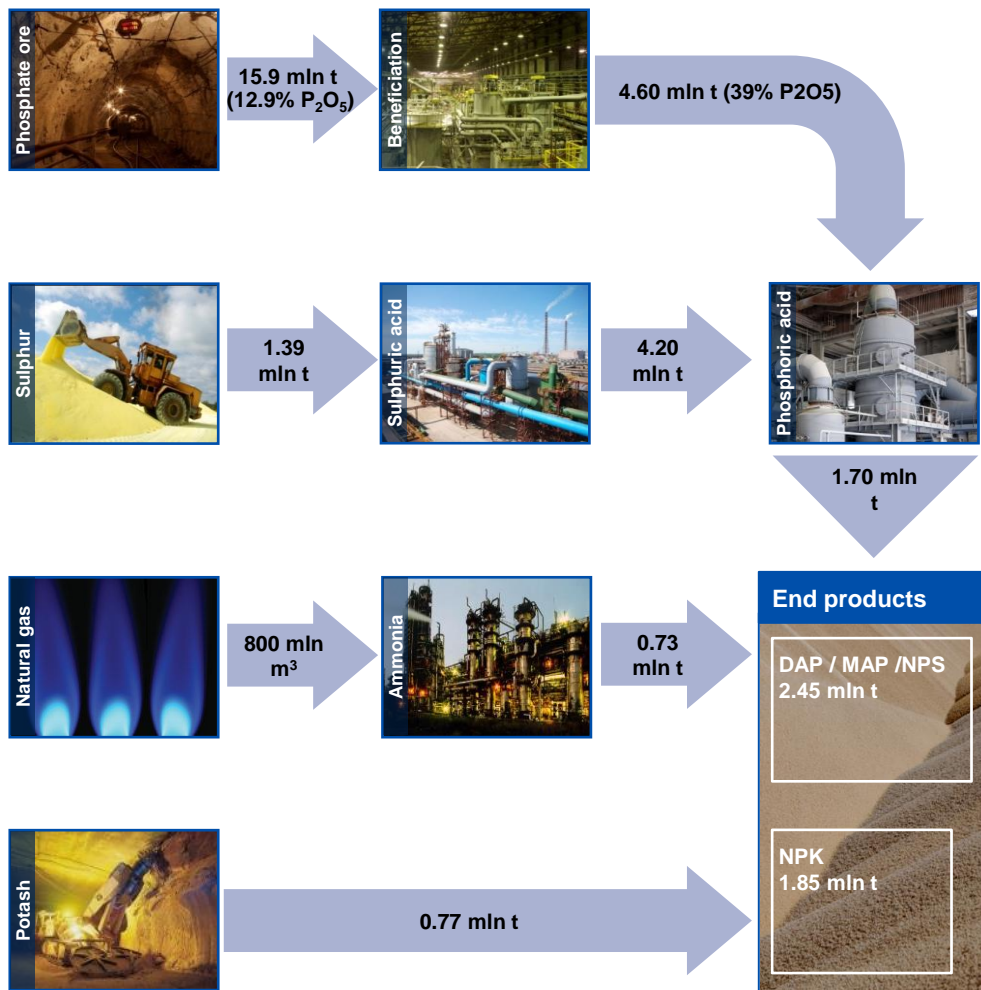 Phosphate ore
15.9 mln t
(12.9% P₂O₅)
Beneficiation
4.60 mln t (39% P2O5)
Sulphur
1.39
mln t
Sulphuric acid
4.20
mln t
Phosphoric acid
1.70 mln
t
Natural gas
800 mln
m³
Ammonia
0.73
mln t
End products
DAP / MAP /NPS
2.45 mln t
Potash
0.77 mln t
NPK
1.85 mln t